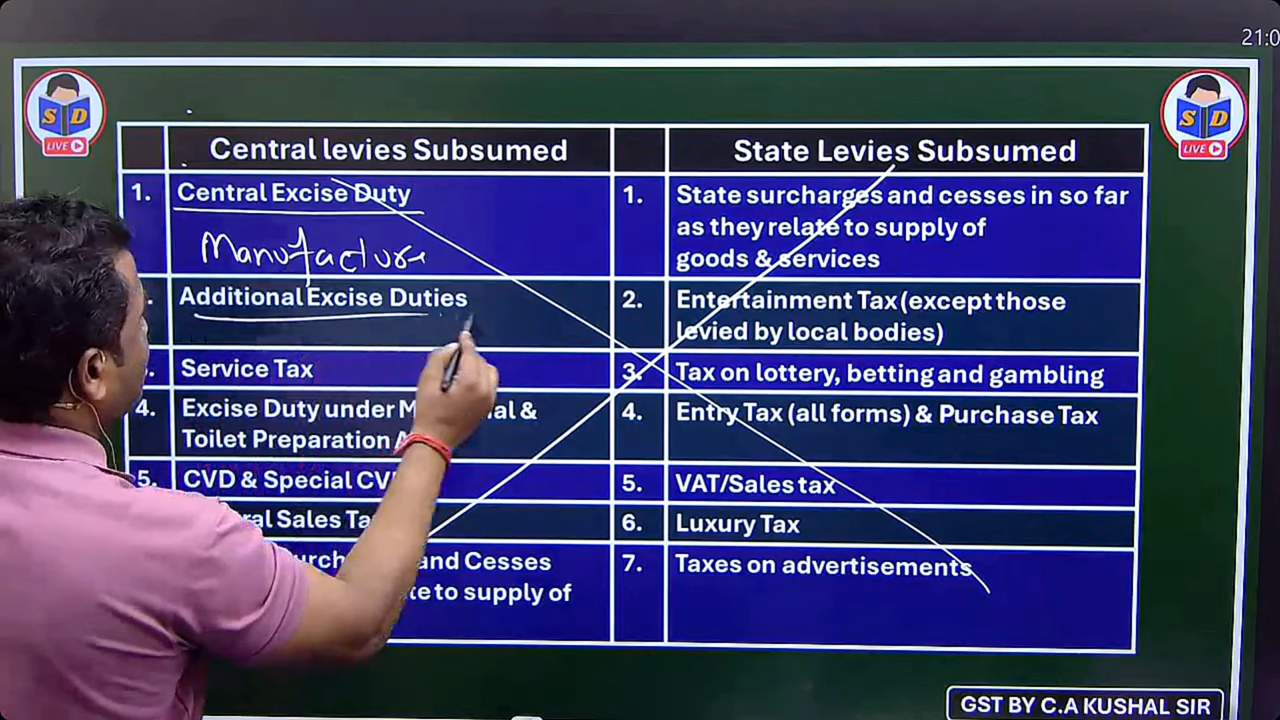 21:0
S D
LIVE
S D
LIVE
Central levies Subsumed
State Levies Subsumed
1.
Central Excise Duty
Manufacture
1.
State surcharges and cesses in so far
as they relate to supply of
goods & services
Additional Excise Duties
2.
Entertainment Tax (except those
levied by local bodies)
Service Tax
3.
Tax on lottery, betting and gambling
4.
Excise Duty under &
Toilet Preparation
4.
Entry Tax (all forms) & Purchase Tax
5.
CVD & Special
5.
VAT/Sales tax
Sales
6.
Luxury Tax
and Cesses
to supply of
7.
Taxes on advertisements
GST BY C.A KUSHAL SIR